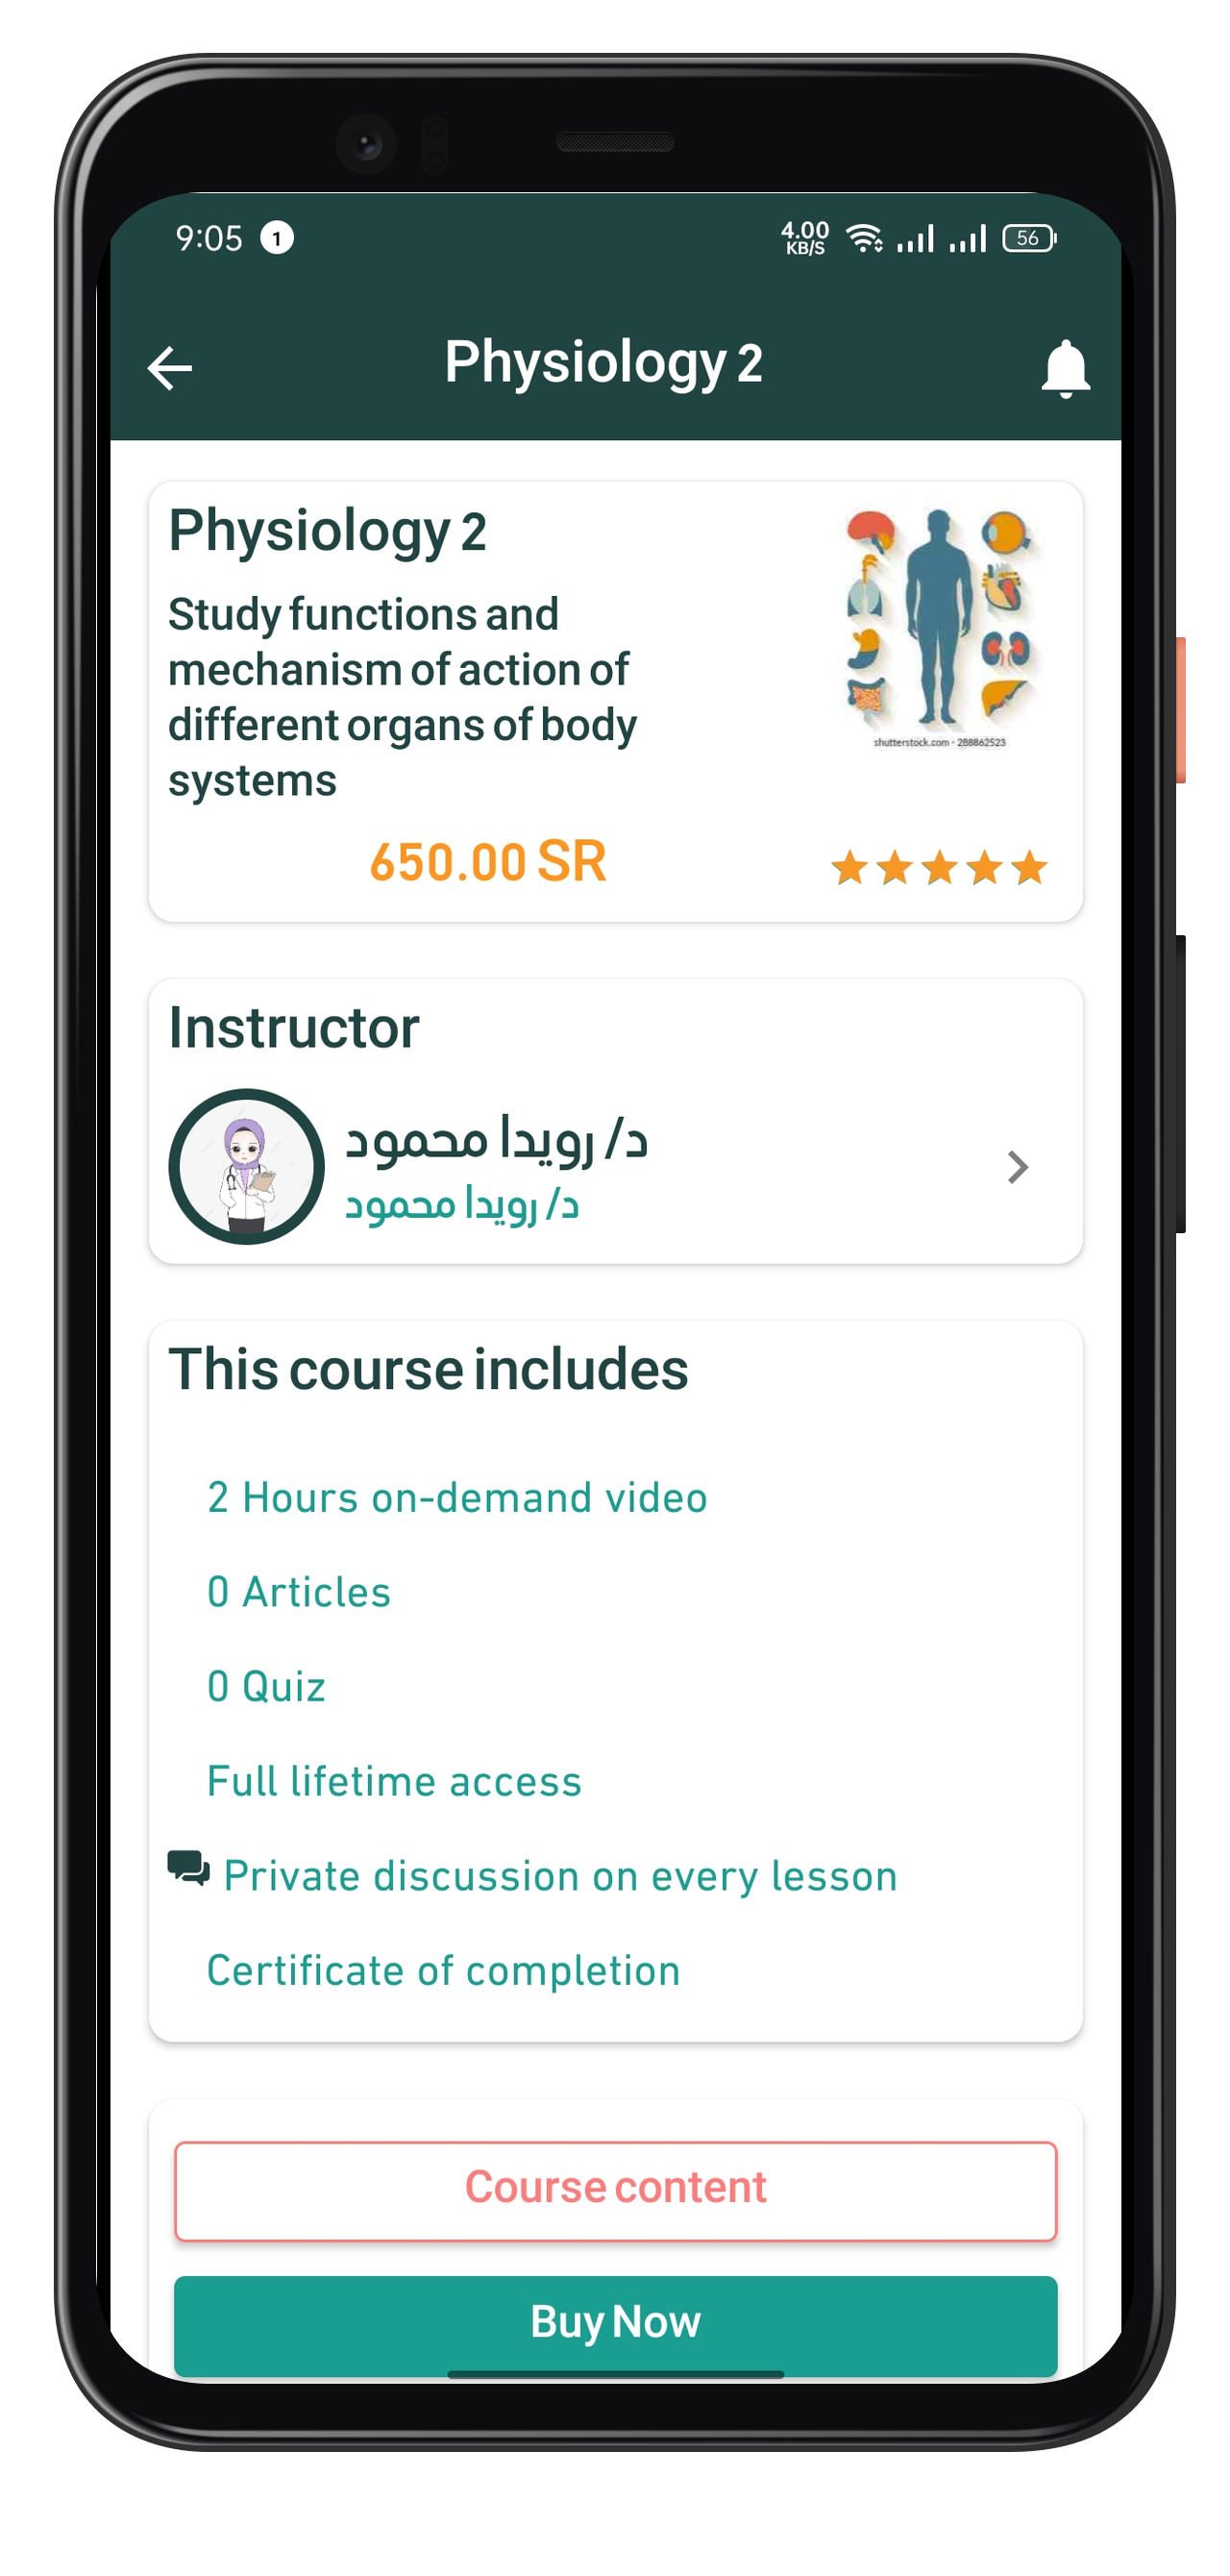 9:05 1 4.00 KB/S 56
Physiology 2
Physiology 2
Study functions and
mechanism of action of
different organs of body
systems
shutterstock.com · 288862523
650.00 SR
Instructor
د/ رويدا محمود
د/ رويدا محمود
This course includes
2 Hours on-demand video
0 Articles
0 Quiz
Full lifetime access
Private discussion on every lesson
Certificate of completion
Course content
Buy Now